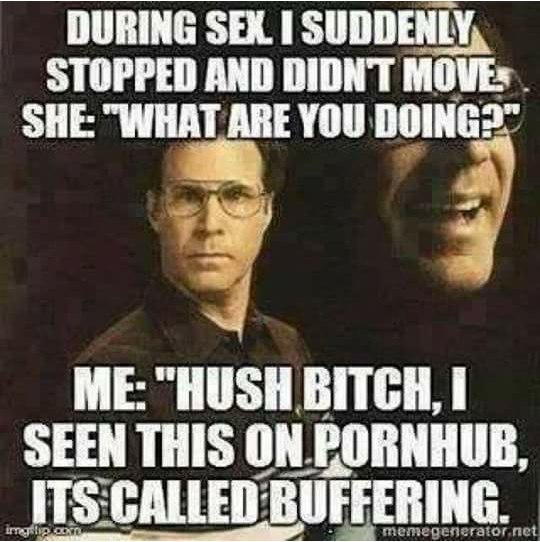 DURING SEX. I SUDDENLY
STOPPED AND DIDN'T MOVE.
SHE: "WHAT ARE YOU DOING?"
ME: "HUSH BITCH, I
SEEN THIS ON PORNHUB,
ITS CALLED BUFFERING.
imgflip.com
memegenerator.net